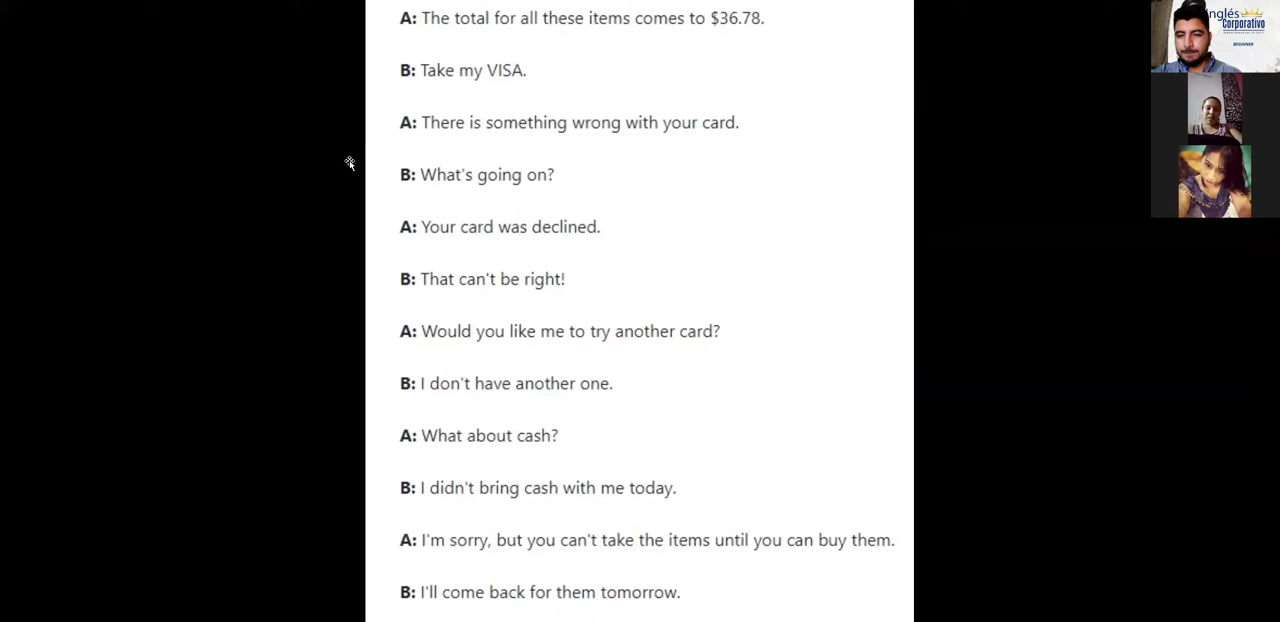 A: The total for all these items comes to $36.78.
B: Take my VISA.
A: There is something wrong with your card.
B: What's going on?
A: Your card was declined.
B: That can't be right!
A: Would you like me to try another card?
B: I don't have another one.
A: What about cash?
B: I didn't bring cash with me today.
A: I'm sorry, but you can't take the items until you can buy them.
B: I'll come back for them tomorrow.
Inglés
Corporativo
BEGINNER